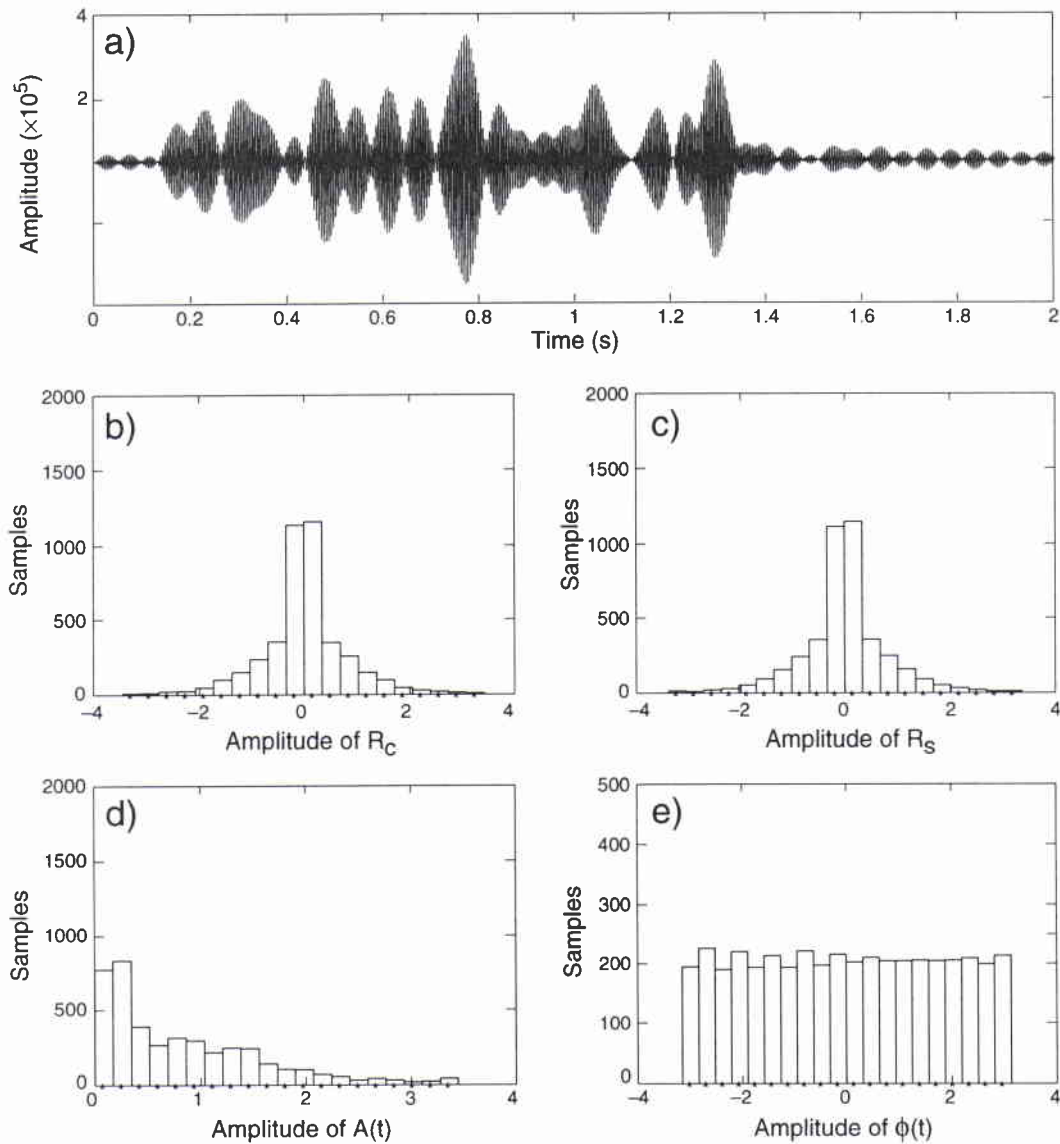 a)
Amplitude (×10⁵)
4
2
0 0.2 0.4 0.6 0.8 1 1.2 1.4 1.6 1.8 2
Time (s)
b)
Samples
2000
1500
1000
500
0
−4 −2 0 2 4
Amplitude of R_C
c)
Samples
2000
1500
1000
500
0
−4 −2 0 2 4
Amplitude of R_S
d)
Samples
2000
1500
1000
500
0
0 1 2 3 4
Amplitude of A(t)
e)
Samples
500
400
300
200
100
0
−4 −2 0 2 4
Amplitude of ϕ(t)